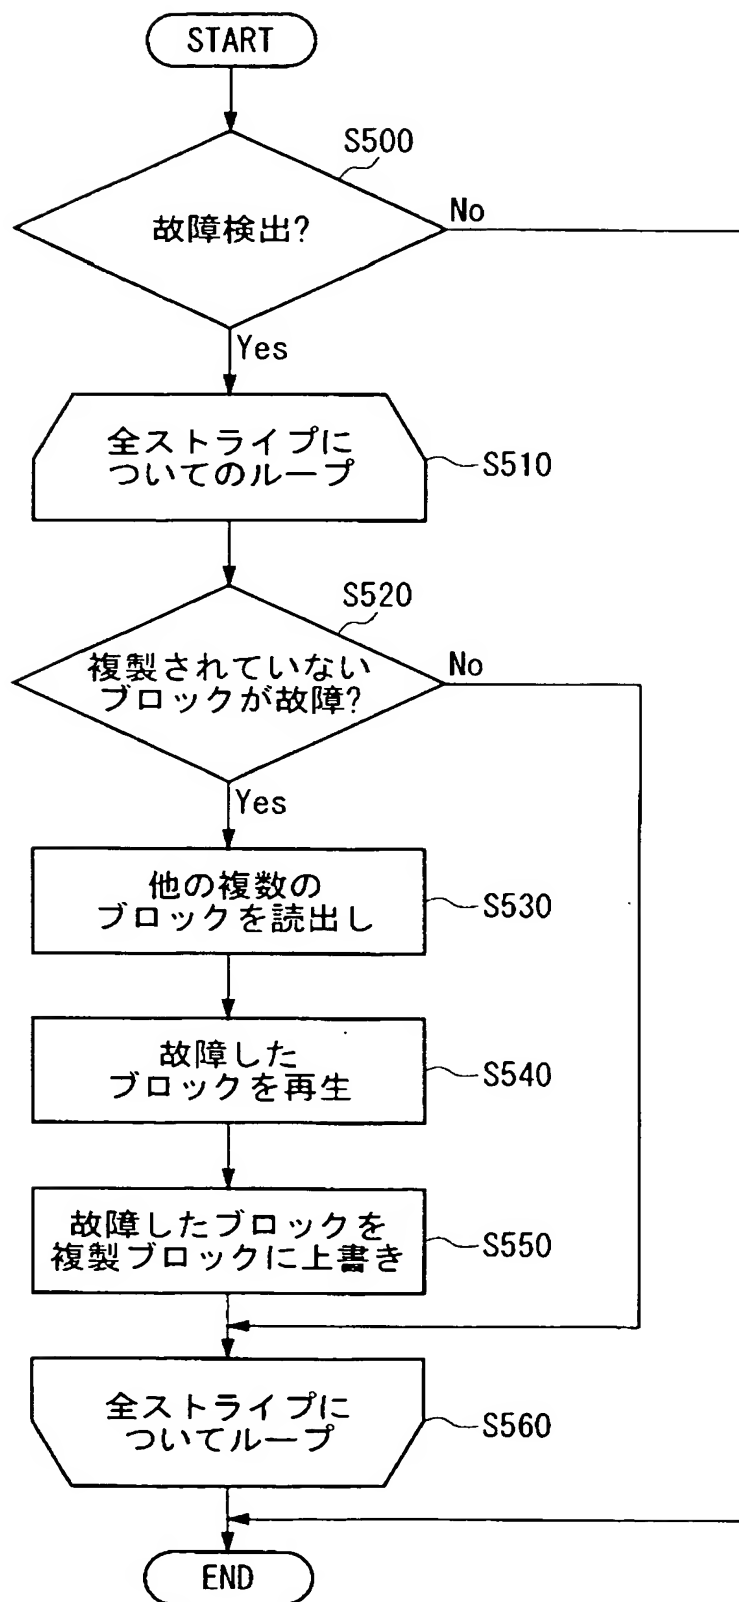 START
S500
故障検出?
No
Yes
全ストライプに
ついてのループ
S510
S520
複製されていない
ブロックが故障?
No
Yes
他の複数の
ブロックを読出し
S530
故障した
ブロックを再生
S540
故障したブロックを
複製ブロックに上書き
S550
全ストライプに
ついてループ
S560
END